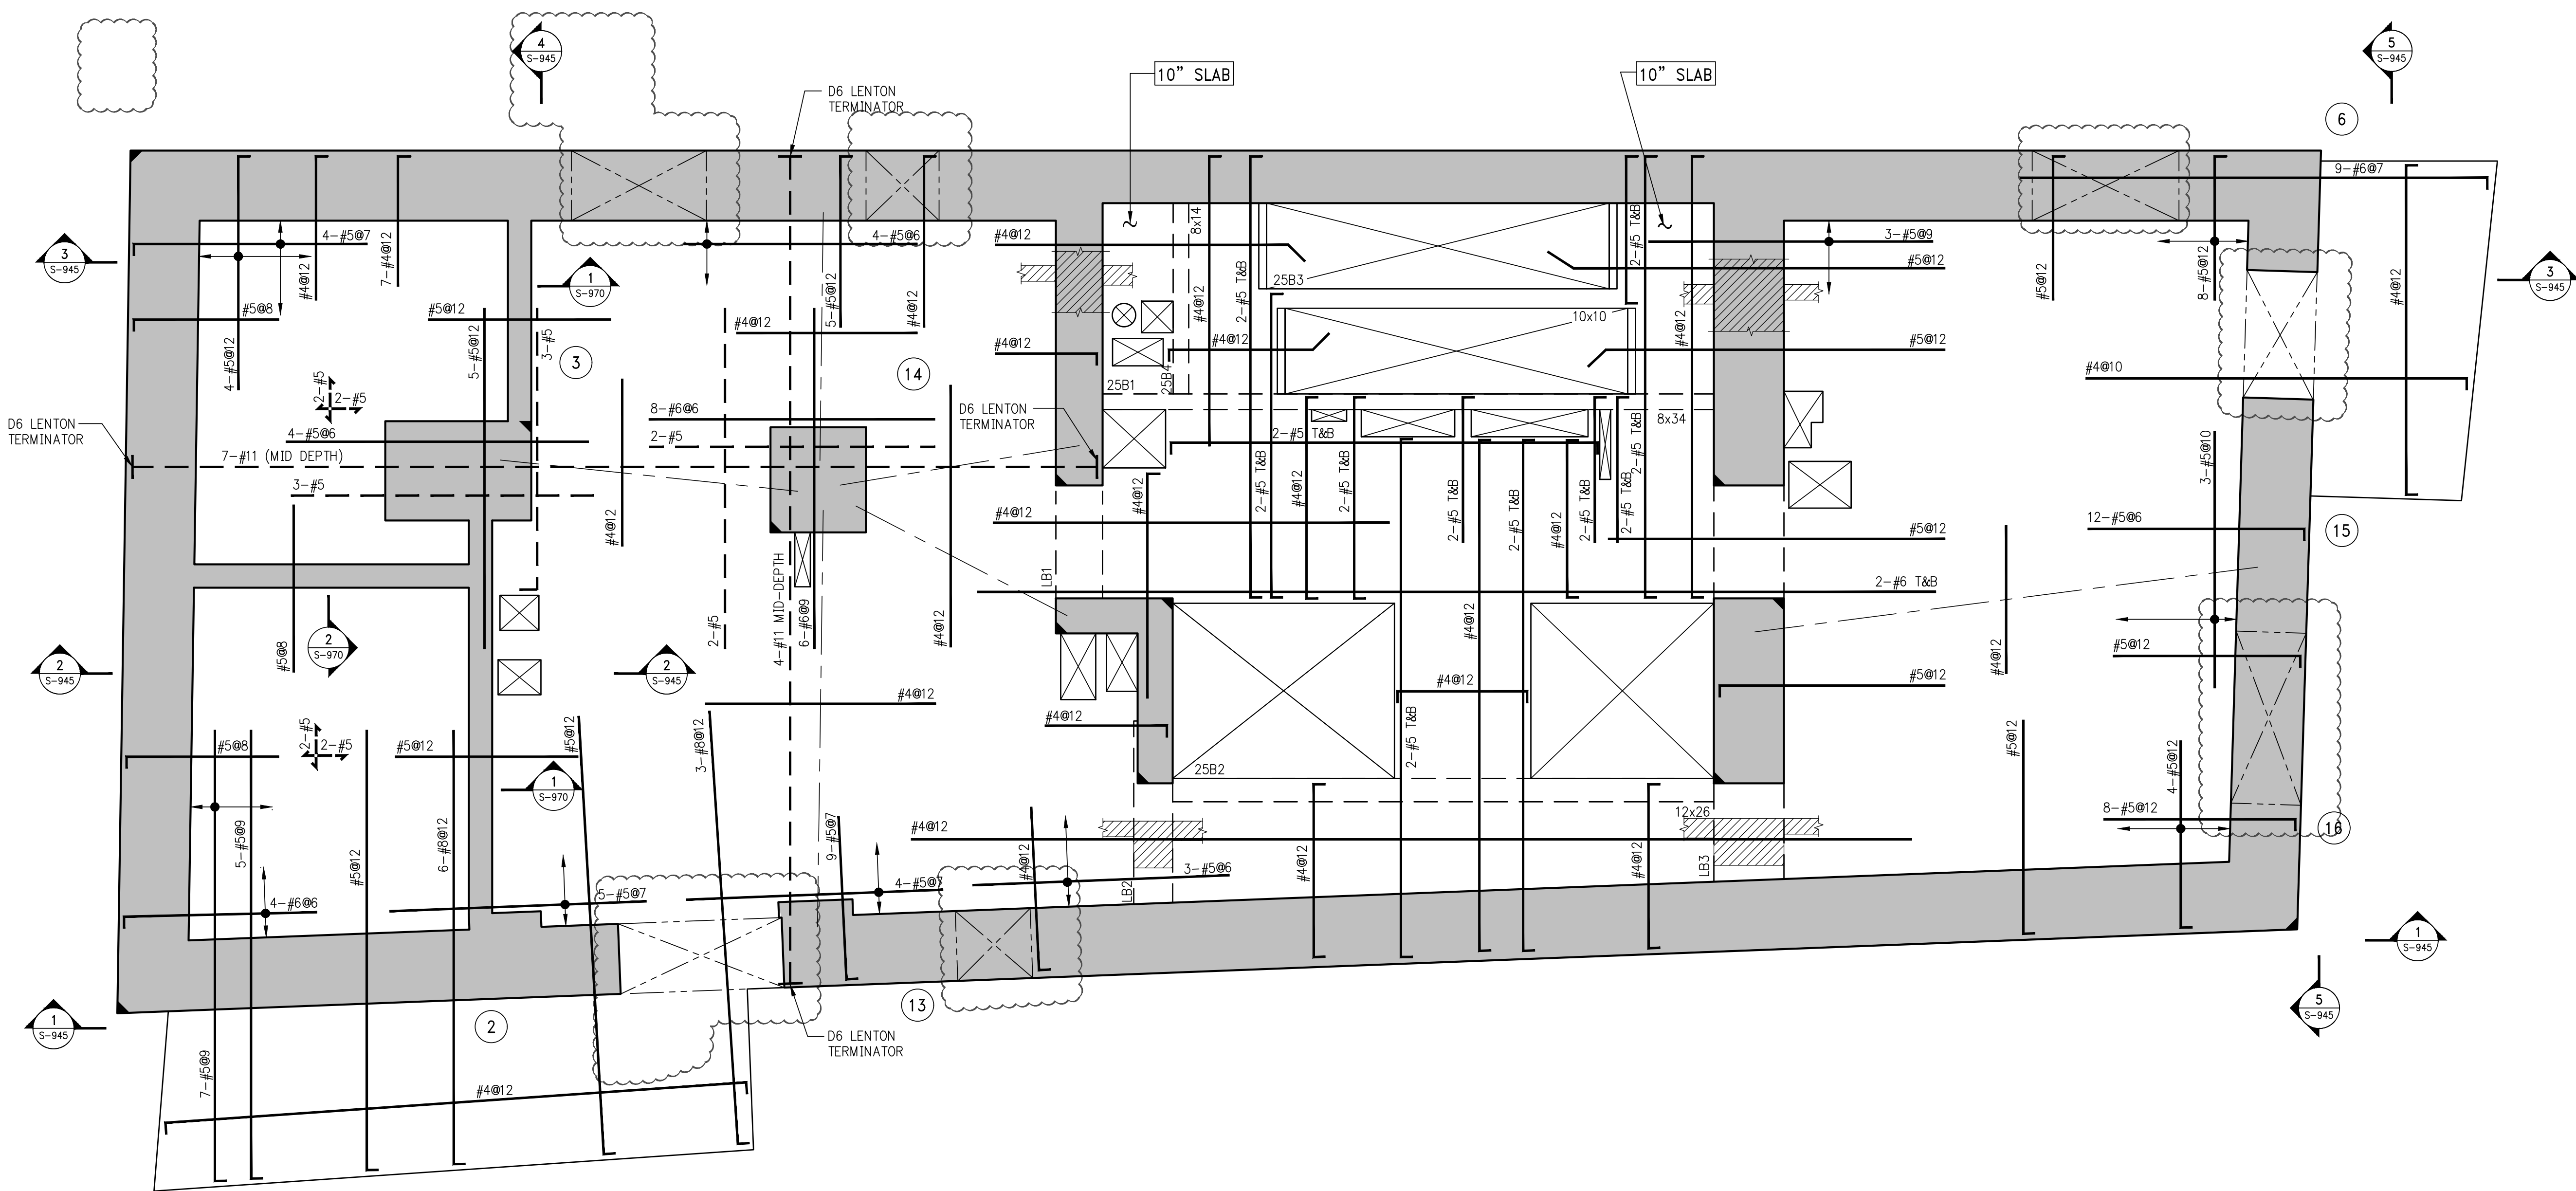 4
S-945
5
S-945
10” SLAB
10” SLAB
D6 LENTON
TERMINATOR
6
9-#6@7
4-#5@7
4-#5@6
#4@12
3-#5@9
#5@12
3
S-945
3
S-945
1
S-970
#4@12
7-#4@12
5-#5@12
#4@12
8x14
#4@12
2-#5 T&B
2-#5 T&B
25B3
#5@12
8-#5@12
#4@12
#5@8
#5@12
4-#5@12
5-#5@12
3-#5
3
#4@12
14
#4@12
#4@12
10x10
#4@12
#5@12
#4@10
25B1
25B4
2-#5
2-#5
8-#6@6
2-#5
D6 LENTON
TERMINATOR
D6 LENTON
TERMINATOR
4-#5@6
7-#11 (MID DEPTH)
3-#5
2-#5 T&B
8x34
2-#5 T&B
2-#5 T&B
#4@12
2-#5 T&B
2-#5 T&B
2-#5 T&B
#4@12
2-#5 T&B
2-#5 T&B
3-#5@10
#4@12
#4@12
#4@12
#5@12
12-#5@6
15
LB1
2-#6 T&B
#5@8
2
S-970
2
S-945
2
S-945
2-#5
4-#11 MID-DEPTH
6-#6@9
#4@12
#4@12
#4@12
#5@12
#4@12
#4@12
#5@12
#4@12
#5@8
2-#5
2-#5
#5@12
#5@12
3-#8@12
25B2
2-#5 T&B
#5@12
4-#5@12
1
S-970
5-#5@9
#5@12
6-#8@12
9-#5@7
#4@12
#4@12
12x26
8-#5@12
16
4-#6@6
5-#5@7
4-#5@7
3-#5@6
LB2
#4@12
#4@12
LB3
1
S-945
1
S-945
5
S-945
2
13
D6 LENTON
TERMINATOR
7-#5@9
#4@12